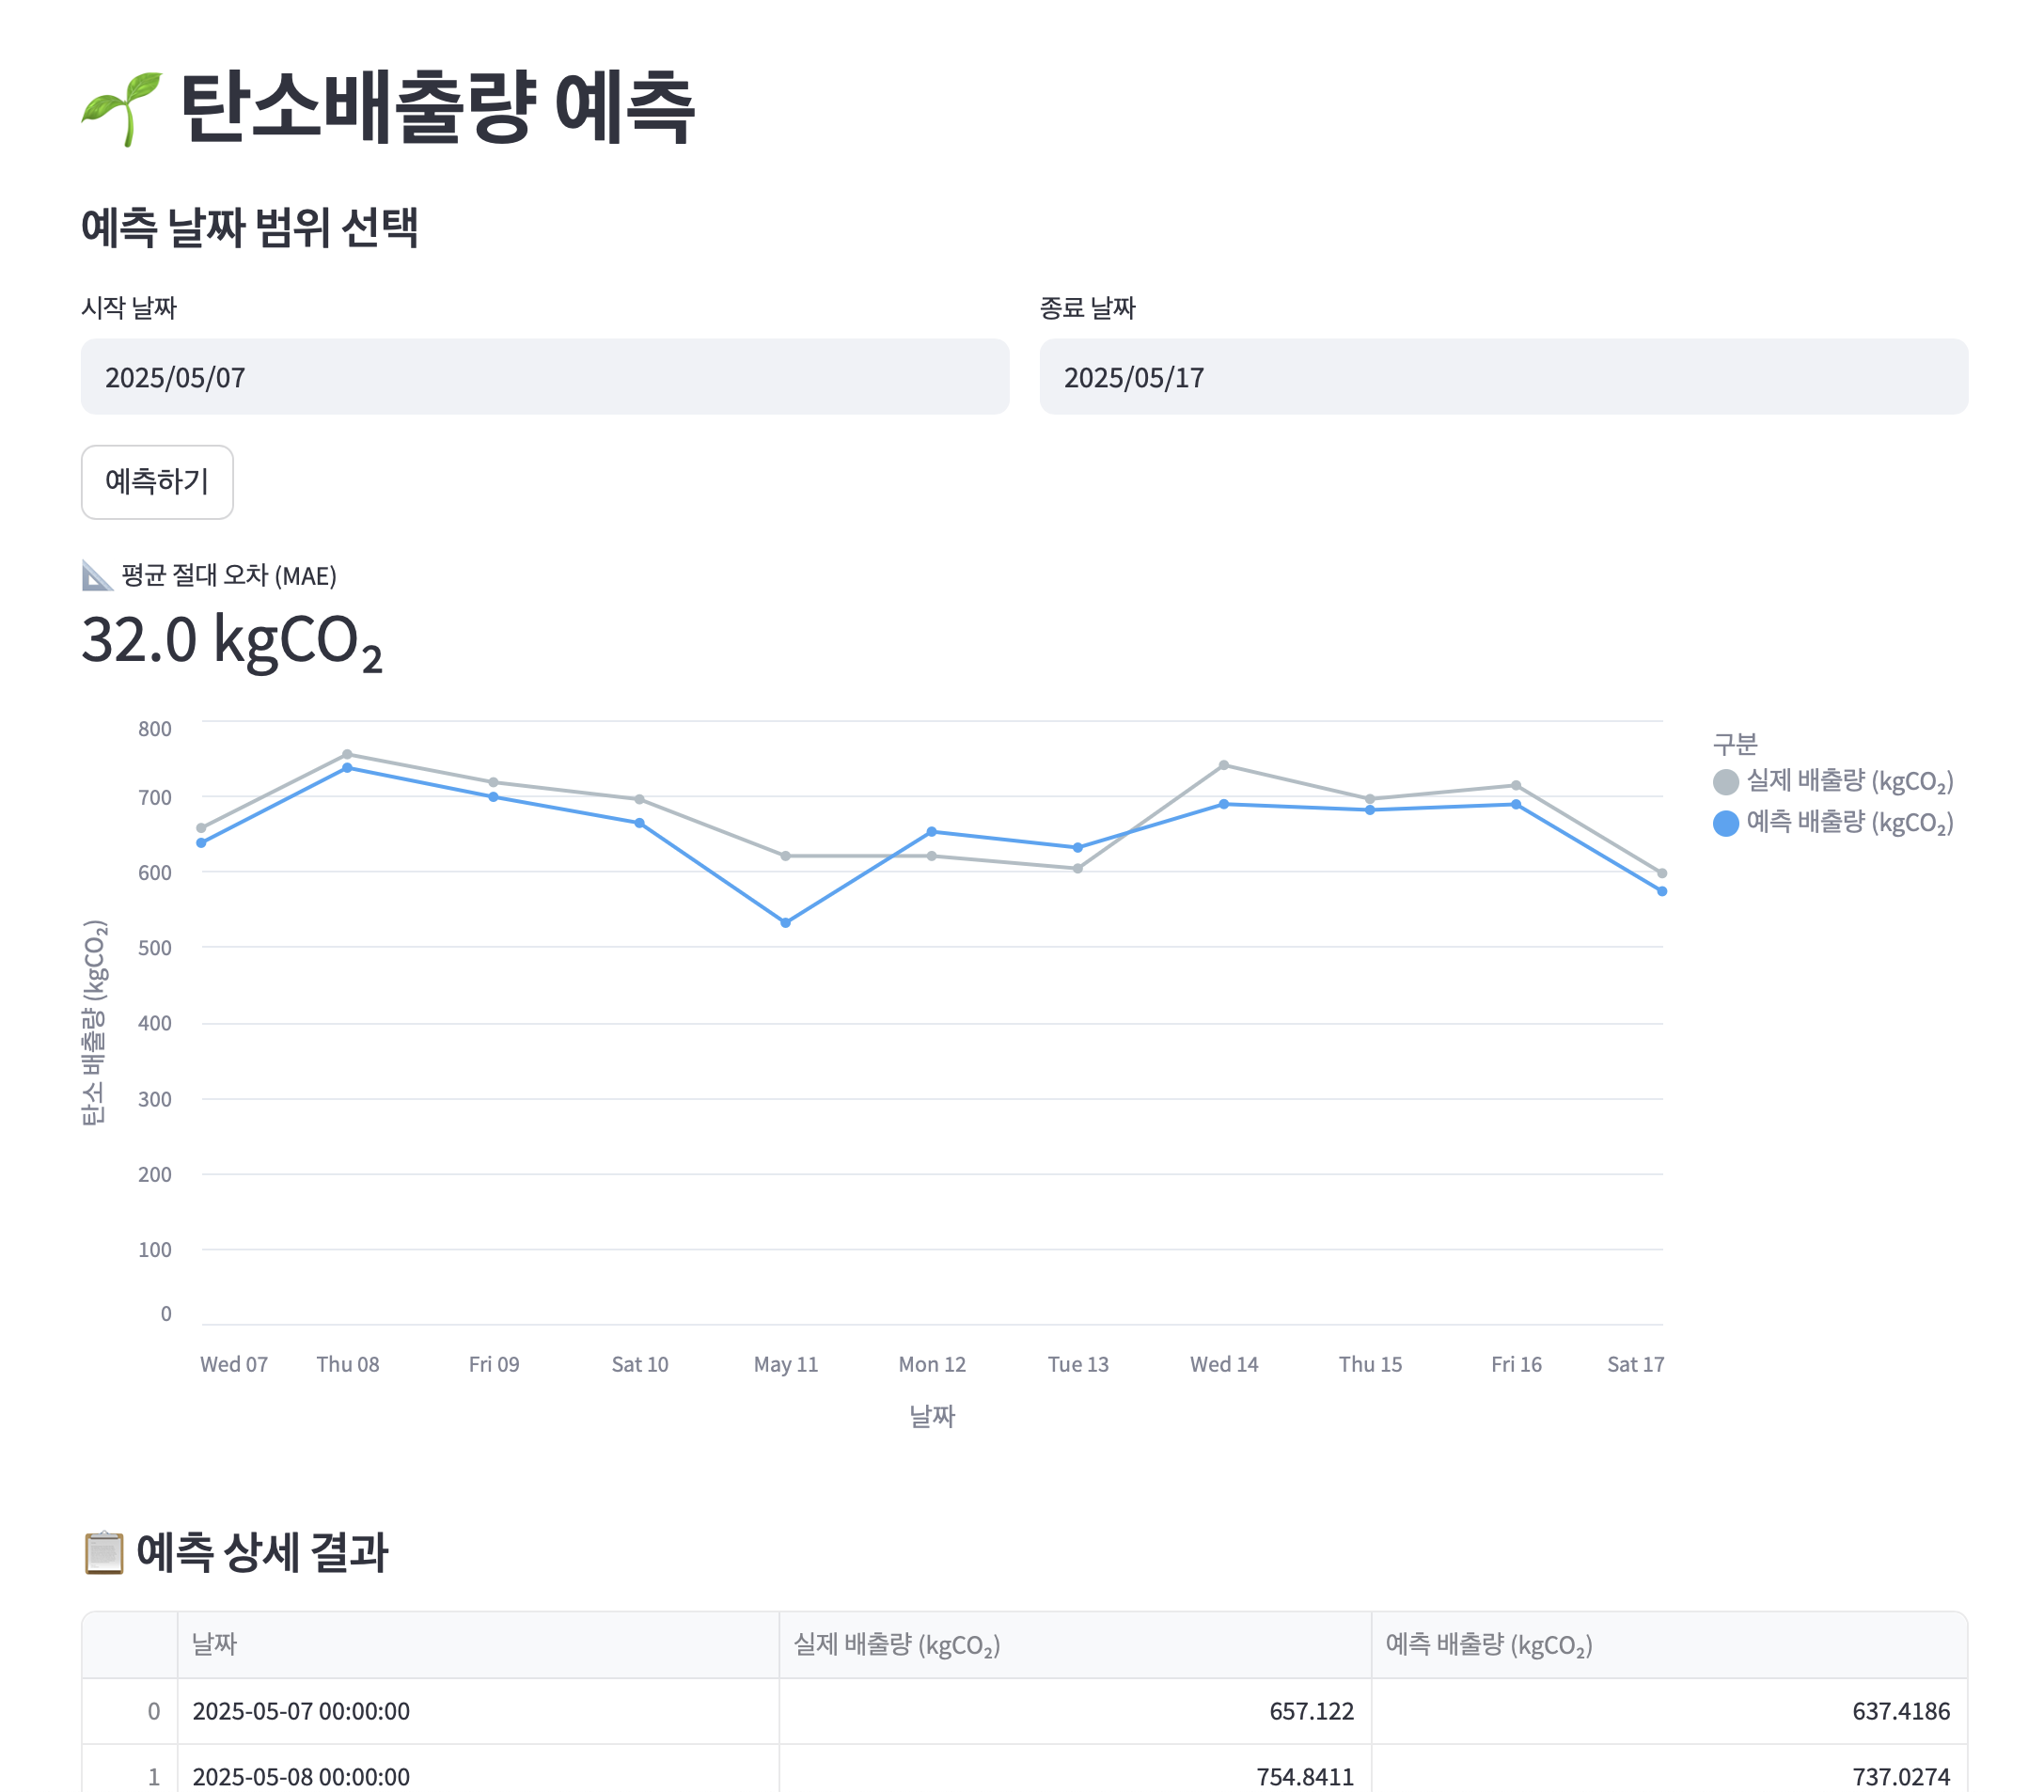 🌱 탄소배출량 예측
예측 날짜 범위 선택
시작 날짜 종료 날짜
2025/05/07 2025/05/17
예측하기
📐 평균 절대 오차 (MAE)
32.0 kgCO₂
구분
실제 배출량 (kgCO₂)
예측 배출량 (kgCO₂)
탄소 배출량 (kgCO₂)
800
700
600
500
400
300
200
100
0
Wed 07 Thu 08 Fri 09 Sat 10 May 11 Mon 12 Tue 13 Wed 14 Thu 15 Fri 16 Sat 17
날짜
📋 예측 상세 결과
날짜 실제 배출량 (kgCO₂) 예측 배출량 (kgCO₂)
0 2025-05-07 00:00:00 657.122 637.4186
1 2025-05-08 00:00:00 754.8411 737.0274